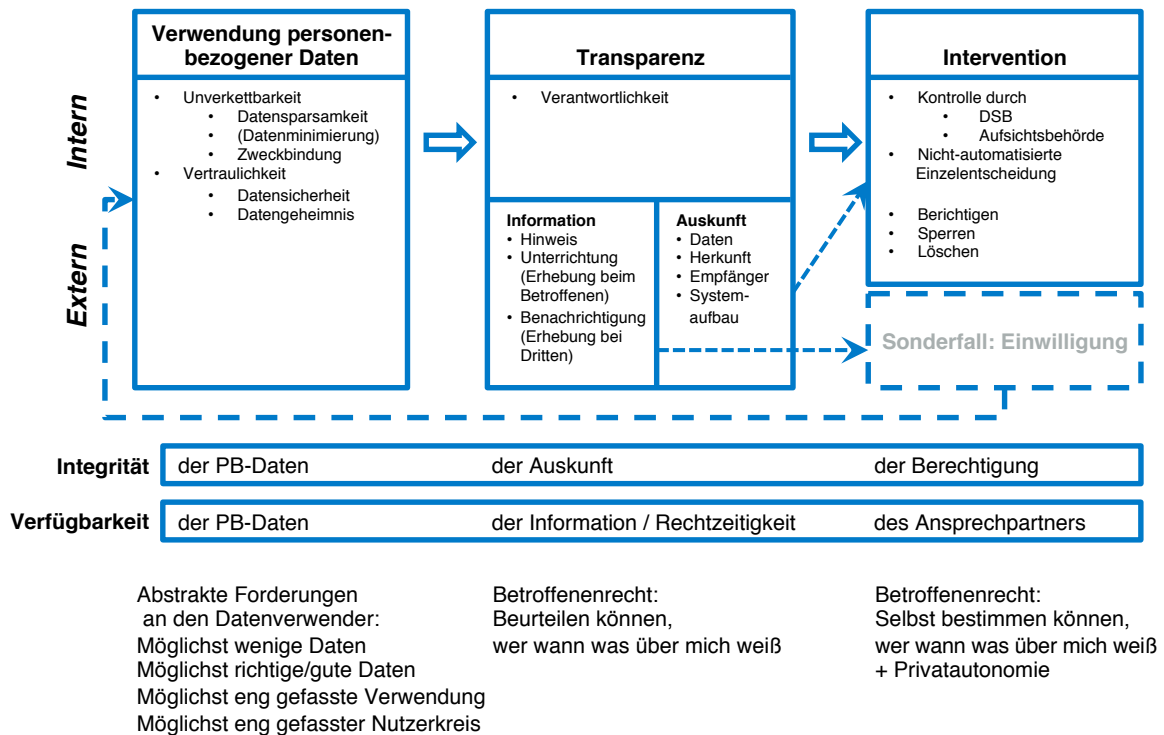 Verwendung personen-
bezogener Daten
Transparenz
Intervention
Intern
Extern
• Unverkettbarkeit
• Datensparsamkeit
• (Datenminimierung)
• Zweckbindung
• Vertraulichkeit
• Datensicherheit
• Datengeheimnis
• Verantwortlichkeit
Information
• Hinweis
• Unterrichtung
(Erhebung beim
Betroffenen)
• Benachrichtigung
(Erhebung bei
Dritten)
Auskunft
• Daten
• Herkunft
• Empfänger
• System-
aufbau
• Kontrolle durch
• DSB
• Aufsichtsbehörde
• Nicht-automatisierte
Einzelentscheidung
• Berichtigen
• Sperren
• Löschen
Sonderfall: Einwilligung
Integrität der PB-Daten der Auskunft der Berechtigung
Verfügbarkeit der PB-Daten der Information / Rechtzeitigkeit des Ansprechpartners
Abstrakte Forderungen
an den Datenverwender:
Möglichst wenige Daten
Möglichst richtige/gute Daten
Möglichst eng gefasste Verwendung
Möglichst eng gefasster Nutzerkreis
Betroffenenrecht:
Beurteilen können,
wer wann was über mich weiß
Betroffenenrecht:
Selbst bestimmen können,
wer wann was über mich weiß
+ Privatautonomie